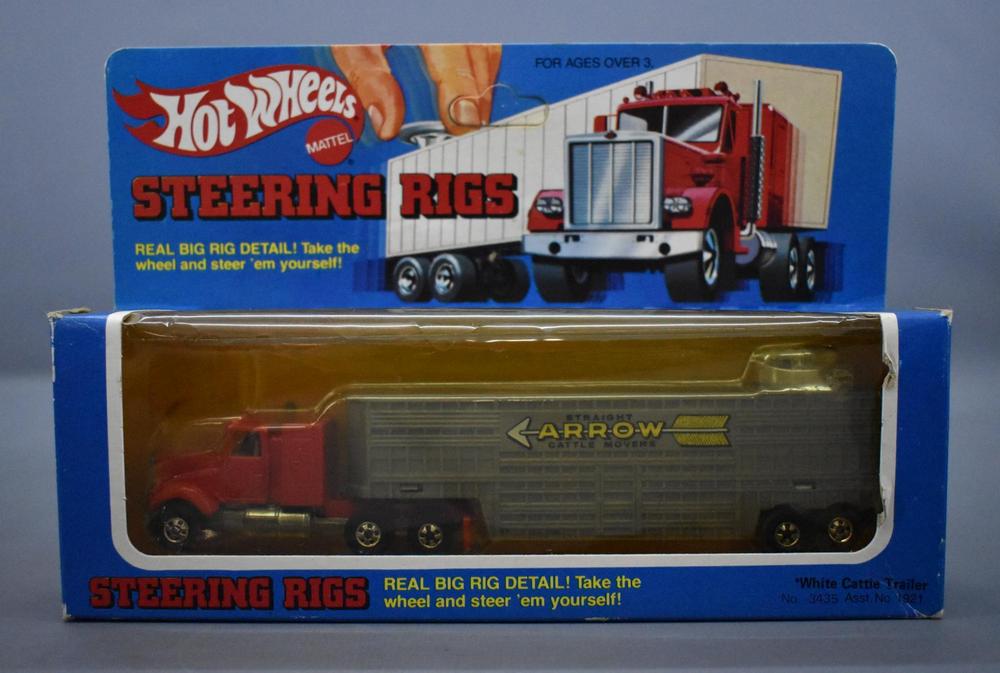 FOR AGES OVER 3.
HOT WHEELS
MATTEL
STEERING RIGS
REAL BIG RIG DETAIL! Take the
wheel and steer 'em yourself!
STRAIGHT
ARROW
CATTLE MOVERS
STEERING RIGS
REAL BIG RIG DETAIL! Take the
wheel and steer 'em yourself!
*White Cattle Trailer
No. 3435 Asst. No. 1921